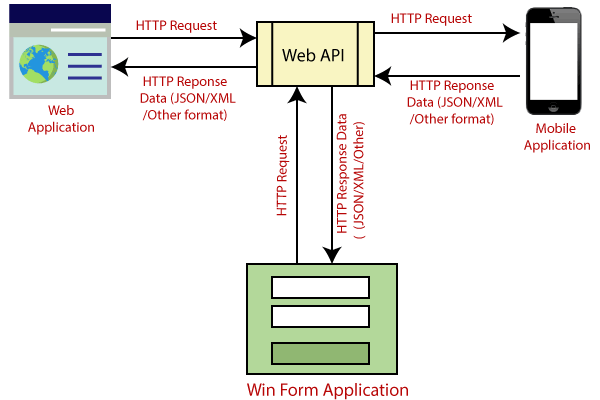 HTTP Request
HTTP Reponse
Data (JSON/XML
/Other format)
Web
Application
Web API
HTTP Request
HTTP Reponse
Data (JSON/XML
/Other format)
Mobile
Application
HTTP Request
HTTP Response Data
( (JSON/XML/Other)
Win Form Application